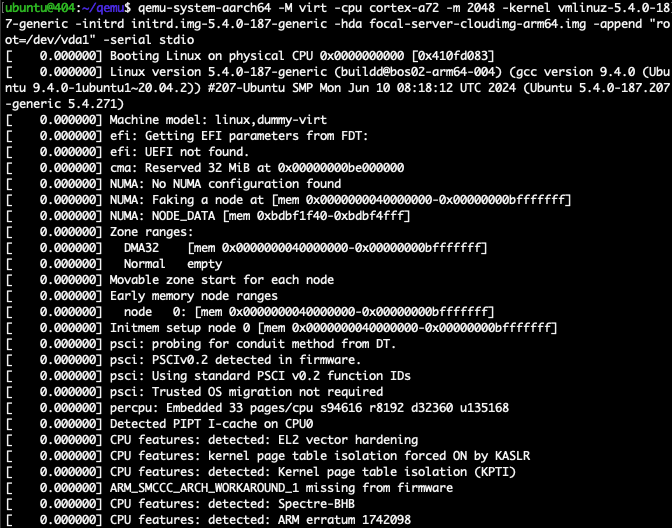 ubuntu@404:~/qemu$ qemu-system-aarch64 -M virt -cpu cortex-a72 -m 2048 -kernel vmlinuz-5.4.0-18
7-generic -initrd initrd.img-5.4.0-187-generic -hda focal-server-cloudimg-arm64.img -append "ro
ot=/dev/vda1" -serial stdio
[    0.000000] Booting Linux on physical CPU 0x0000000000 [0x410fd083]
[    0.000000] Linux version 5.4.0-187-generic (buildd@bos02-arm64-004) (gcc version 9.4.0 (Ubu
ntu 9.4.0-1ubuntu1~20.04.2)) #207-Ubuntu SMP Mon Jun 10 08:18:12 UTC 2024 (Ubuntu 5.4.0-187.207
-generic 5.4.271)
[    0.000000] Machine model: linux,dummy-virt
[    0.000000] efi: Getting EFI parameters from FDT:
[    0.000000] efi: UEFI not found.
[    0.000000] cma: Reserved 32 MiB at 0x00000000be000000
[    0.000000] NUMA: No NUMA configuration found
[    0.000000] NUMA: Faking a node at [mem 0x0000000040000000-0x00000000bfffffff]
[    0.000000] NUMA: NODE_DATA [mem 0xbdbf1f40-0xbdbf4fff]
[    0.000000] Zone ranges:
[    0.000000]   DMA32    [mem 0x0000000040000000-0x00000000bfffffff]
[    0.000000]   Normal   empty
[    0.000000] Movable zone start for each node
[    0.000000] Early memory node ranges
[    0.000000]   node   0: [mem 0x0000000040000000-0x00000000bfffffff]
[    0.000000] Initmem setup node 0 [mem 0x0000000040000000-0x00000000bfffffff]
[    0.000000] psci: probing for conduit method from DT.
[    0.000000] psci: PSCIv0.2 detected in firmware.
[    0.000000] psci: Using standard PSCI v0.2 function IDs
[    0.000000] psci: Trusted OS migration not required
[    0.000000] percpu: Embedded 33 pages/cpu s94616 r8192 d32360 u135168
[    0.000000] Detected PIPT I-cache on CPU0
[    0.000000] CPU features: detected: EL2 vector hardening
[    0.000000] CPU features: kernel page table isolation forced ON by KASLR
[    0.000000] CPU features: detected: Kernel page table isolation (KPTI)
[    0.000000] ARM_SMCCC_ARCH_WORKAROUND_1 missing from firmware
[    0.000000] CPU features: detected: Spectre-BHB
[    0.000000] CPU features: detected: ARM erratum 1742098